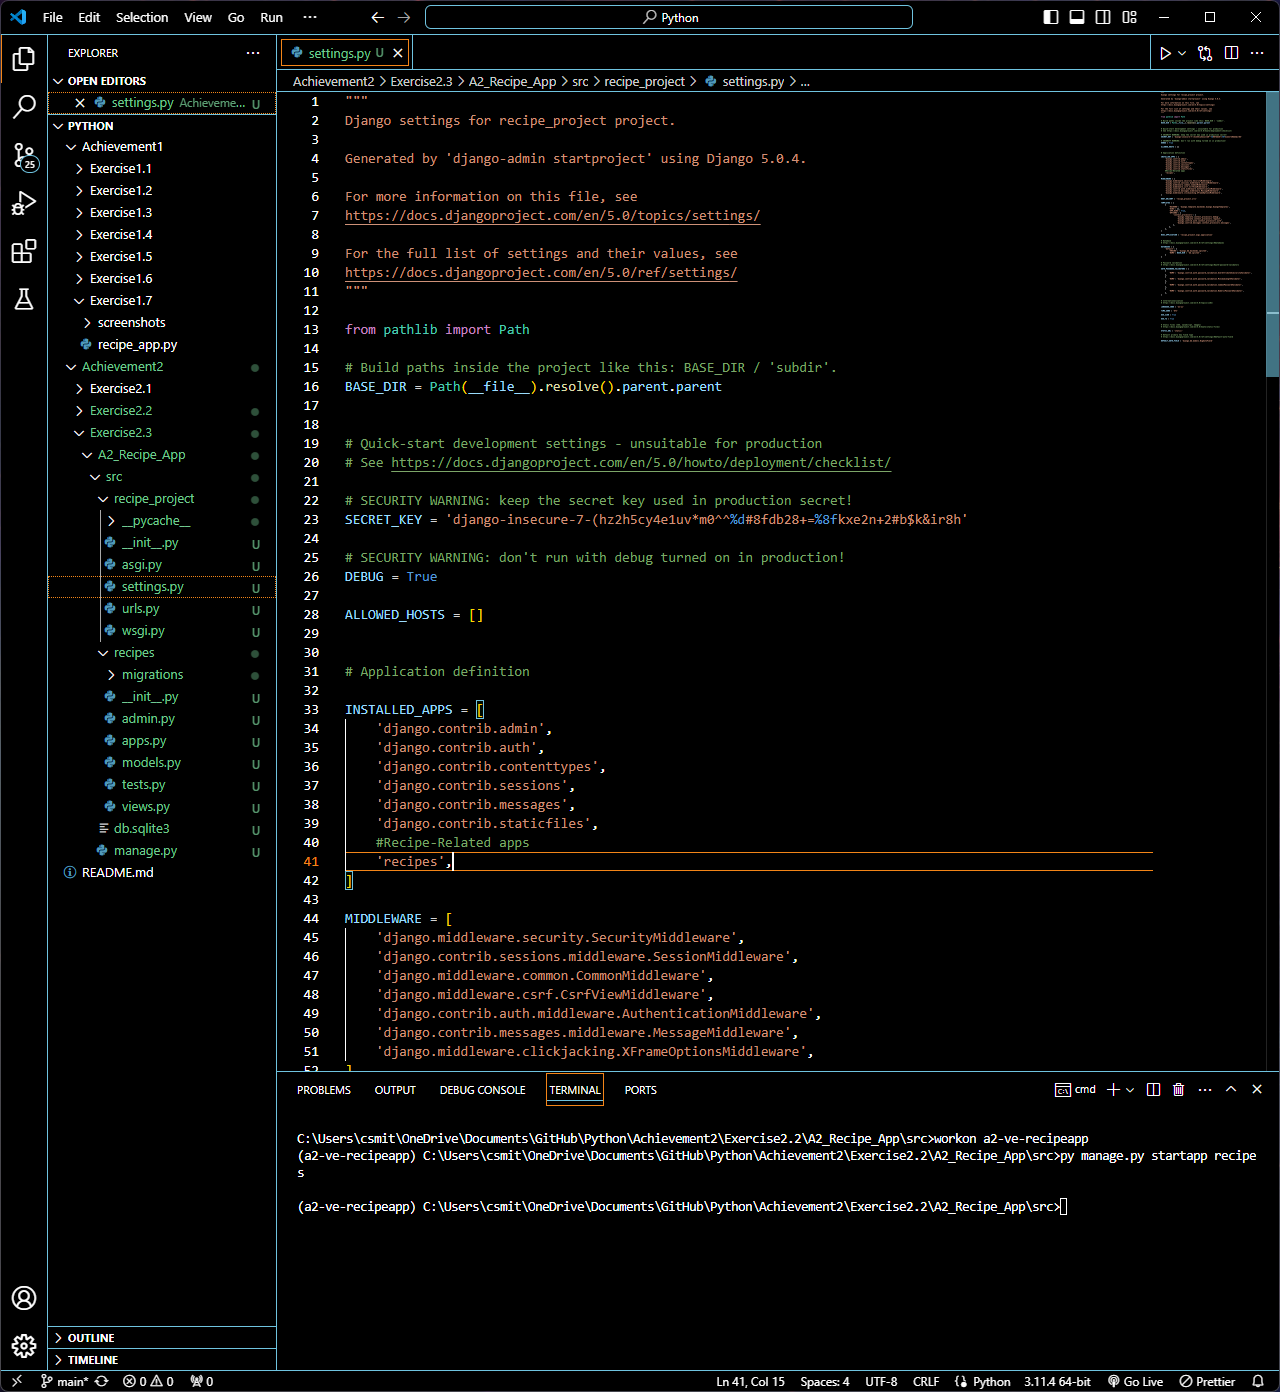 File Edit Selection View Go Run ··· Python
EXPLORER ···
OPEN EDITORS
settings.py Achieveme... U
PYTHON
Achievement1
Exercise1.1
Exercise1.2
Exercise1.3
Exercise1.4
Exercise1.5
Exercise1.6
Exercise1.7
screenshots
recipe_app.py
Achievement2
Exercise2.1
Exercise2.2
Exercise2.3
A2_Recipe_App
src
recipe_project
__pycache__
__init__.py U
asgi.py U
settings.py U
urls.py U
wsgi.py U
recipes
migrations
__init__.py U
admin.py U
apps.py U
models.py U
tests.py U
views.py U
db.sqlite3 U
manage.py U
README.md
OUTLINE
TIMELINE
25
settings.py U
Achievement2 > Exercise2.3 > A2_Recipe_App > src > recipe_project > settings.py > ...
1 """
2 Django settings for recipe_project project.
3
4 Generated by 'django-admin startproject' using Django 5.0.4.
5
6 For more information on this file, see
7 https://docs.djangoproject.com/en/5.0/topics/settings/
8
9 For the full list of settings and their values, see
10 https://docs.djangoproject.com/en/5.0/ref/settings/
11 """
12
13 from pathlib import Path
14
15 # Build paths inside the project like this: BASE_DIR / 'subdir'.
16 BASE_DIR = Path(__file__).resolve().parent.parent
17
18
19 # Quick-start development settings - unsuitable for production
20 # See https://docs.djangoproject.com/en/5.0/howto/deployment/checklist/
21
22 # SECURITY WARNING: keep the secret key used in production secret!
23 SECRET_KEY = 'django-insecure-7-(hz2h5cy4e1uv*m0^^%d#8fdb28+=%8fkxe2n+2#b$k&ir8h'
24
25 # SECURITY WARNING: don't run with debug turned on in production!
26 DEBUG = True
27
28 ALLOWED_HOSTS = []
29
30
31 # Application definition
32
33 INSTALLED_APPS = [
34 'django.contrib.admin',
35 'django.contrib.auth',
36 'django.contrib.contenttypes',
37 'django.contrib.sessions',
38 'django.contrib.messages',
39 'django.contrib.staticfiles',
40 #Recipe-Related apps
41 'recipes',
42 ]
43
44 MIDDLEWARE = [
45 'django.middleware.security.SecurityMiddleware',
46 'django.contrib.sessions.middleware.SessionMiddleware',
47 'django.middleware.common.CommonMiddleware',
48 'django.middleware.csrf.CsrfViewMiddleware',
49 'django.contrib.auth.middleware.AuthenticationMiddleware',
50 'django.contrib.messages.middleware.MessageMiddleware',
51 'django.middleware.clickjacking.XFrameOptionsMiddleware',
52 ]
PROBLEMS OUTPUT DEBUG CONSOLE TERMINAL PORTS cmd
C:\Users\csmit\OneDrive\Documents\GitHub\Python\Achievement2\Exercise2.2\A2_Recipe_App\src>workon a2-ve-recipeapp
(a2-ve-recipeapp) C:\Users\csmit\OneDrive\Documents\GitHub\Python\Achievement2\Exercise2.2\A2_Recipe_App\src>py manage.py startapp recipe
s
(a2-ve-recipeapp) C:\Users\csmit\OneDrive\Documents\GitHub\Python\Achievement2\Exercise2.2\A2_Recipe_App\src>
main* 0 0 0 Ln 41, Col 15 Spaces: 4 UTF-8 CRLF Python 3.11.4 64-bit Go Live Prettier